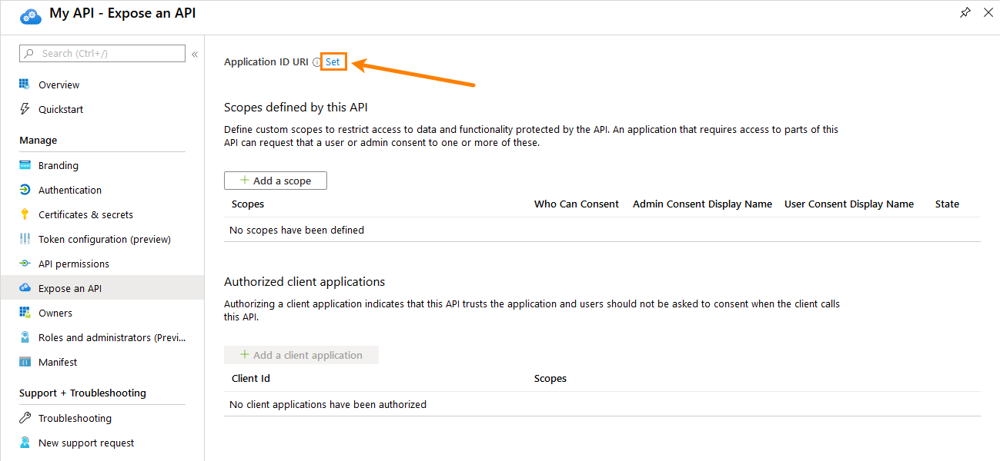 My API - Expose an API
Search (Ctrl+/)
«
Overview
Quickstart
Manage
Branding
Authentication
Certificates & secrets
Token configuration (preview)
API permissions
Expose an API
Owners
Roles and administrators (Previ...
Manifest
Support + Troubleshooting
Troubleshooting
New support request
Application ID URI Set
Scopes defined by this API
Define custom scopes to restrict access to data and functionality protected by the API. An application that requires access to parts of this
API can request that a user or admin consent to one or more of these.
+ Add a scope
Scopes Who Can Consent Admin Consent Display Name User Consent Display Name State
No scopes have been defined
Authorized client applications
Authorizing a client application indicates that this API trusts the application and users should not be asked to consent when the client calls
this API.
+ Add a client application
Client Id Scopes
No client applications have been authorized